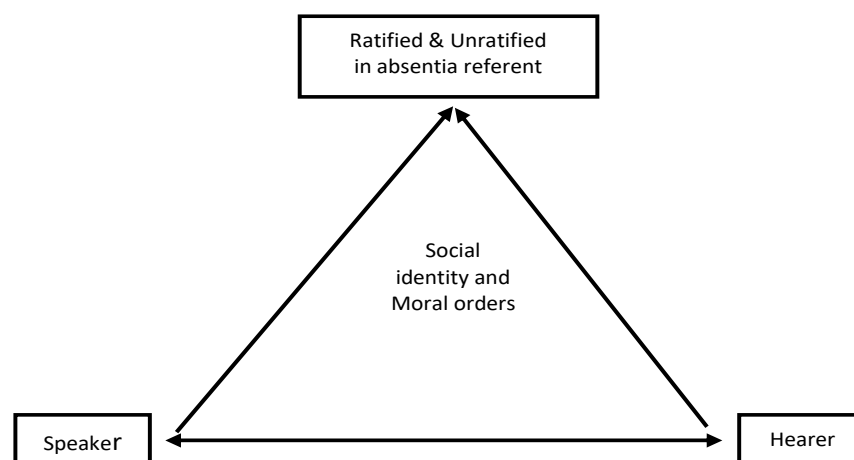 Ratified & Unratified
in absentia referent
Social
identity and
Moral orders
Speaker
Hearer